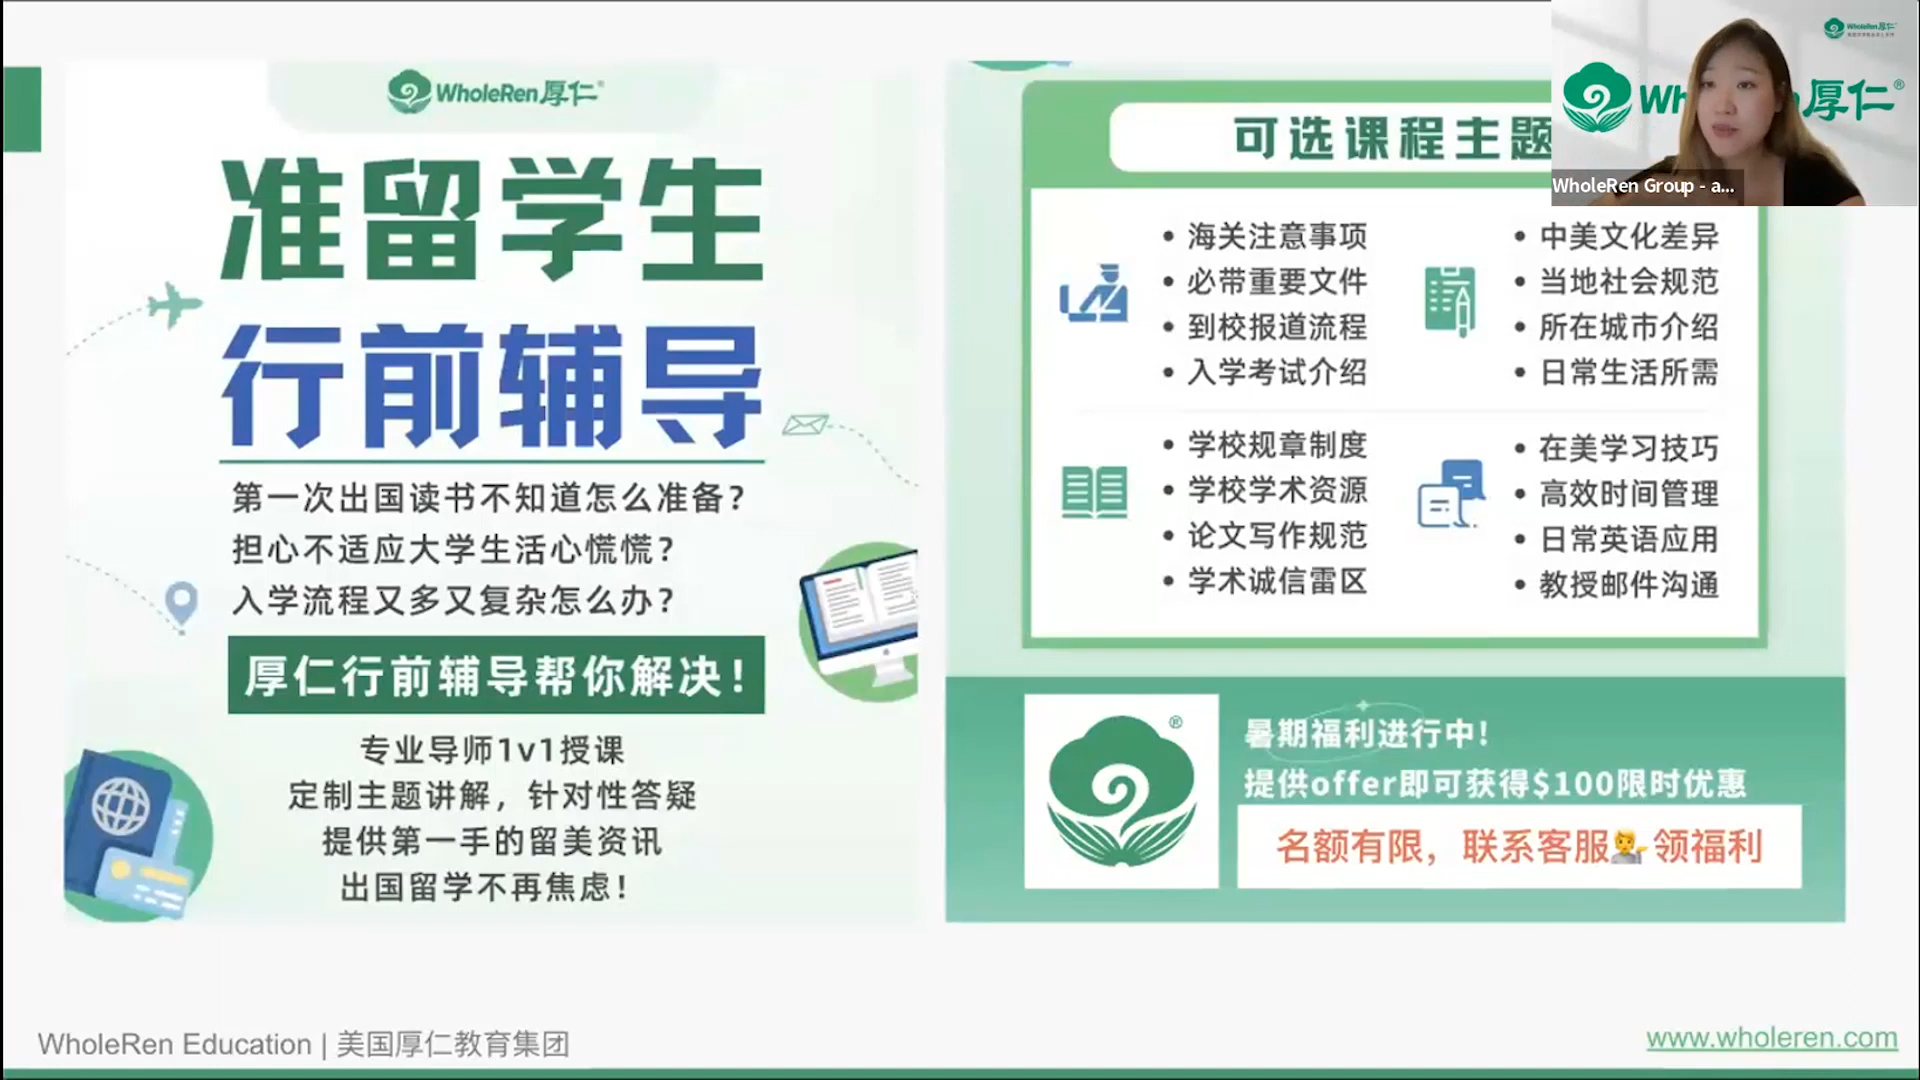 WholeRen厚仁®
准留学生
行前辅导
第一次出国读书不知道怎么准备?
担心不适应大学生活心慌慌?
入学流程又多又复杂怎么办?
厚仁行前辅导帮你解决!
专业导师1v1授课
定制主题讲解，针对性答疑
提供第一手的留美资讯
出国留学不再焦虑!
可选课程主题
• 海关注意事项
• 必带重要文件
• 到校报道流程
• 入学考试介绍
• 中美文化差异
• 当地社会规范
• 所在城市介绍
• 日常生活所需
• 学校规章制度
• 学校学术资源
• 论文写作规范
• 学术诚信雷区
• 在美学习技巧
• 高效时间管理
• 日常英语应用
• 教授邮件沟通
®
暑期福利进行中!
提供offer即可获得$100限时优惠
名额有限，联系客服💁领福利
WholeRen厚仁
Wh
厚仁®
WholeRen Group - a...
WholeRen Education | 美国厚仁教育集团
www.wholeren.com